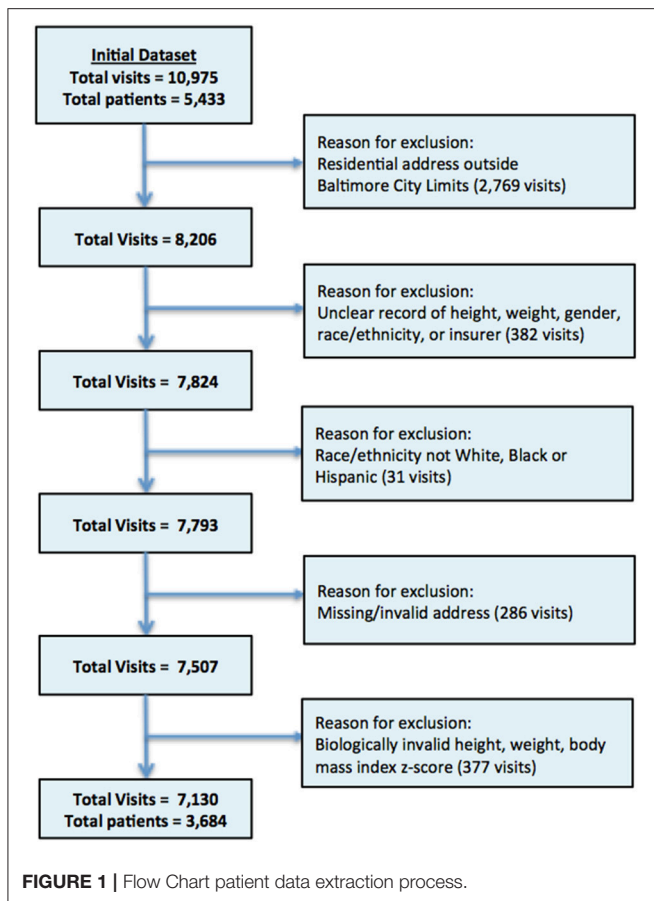 Initial Dataset
Total visits = 10,975
Total patients = 5,433
Reason for exclusion:
Residential address outside
Baltimore City Limits (2,769 visits)
Total Visits = 8,206
Reason for exclusion:
Unclear record of height, weight, gender,
race/ethnicity, or insurer (382 visits)
Total Visits = 7,824
Reason for exclusion:
Race/ethnicity not White, Black or
Hispanic (31 visits)
Total Visits = 7,793
Reason for exclusion:
Missing/invalid address (286 visits)
Total Visits = 7,507
Reason for exclusion:
Biologically invalid height, weight, body
mass index z-score (377 visits)
Total Visits = 7,130
Total patients = 3,684
FIGURE 1 | Flow Chart patient data extraction process.